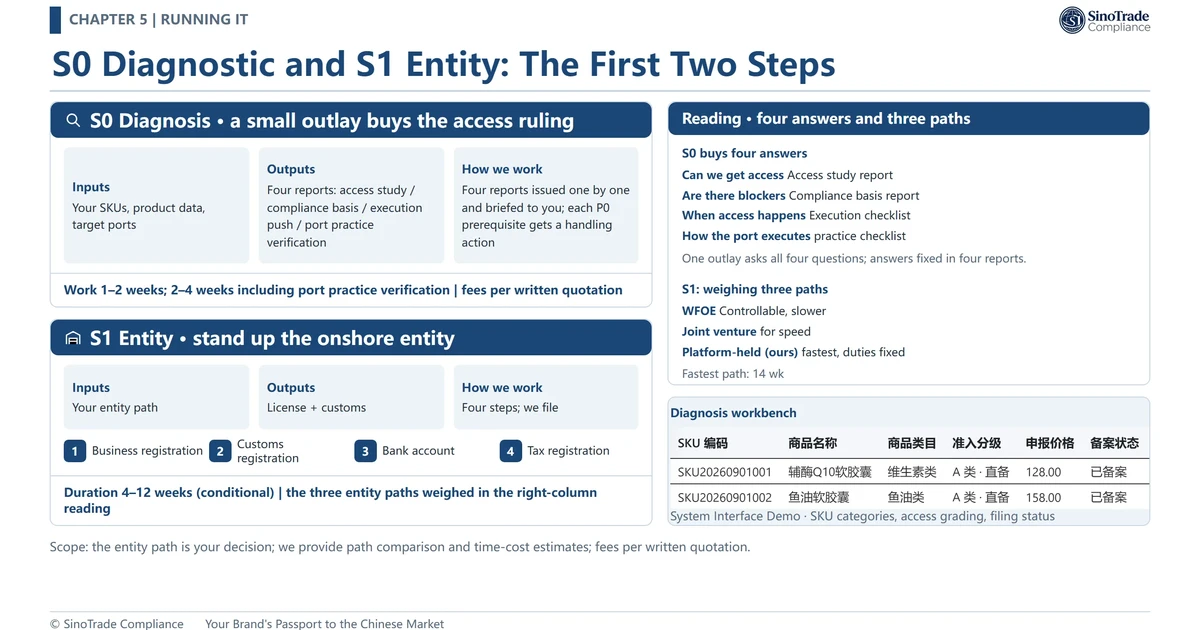 CHAPTER 5 | RUNNING IT
SinoTrade
Compliance
S0 Diagnostic and S1 Entity: The First Two Steps
S0 Diagnosis • a small outlay buys the access ruling
Inputs
Your SKUs, product data,
target ports
Outputs
Four reports: access study /
compliance basis / execution
push / port practice
verification
How we work
Four reports issued one by one
and briefed to you; each P0
prerequisite gets a handling
action
Work 1–2 weeks; 2–4 weeks including port practice verification | fees per written quotation
S1 Entity • stand up the onshore entity
Inputs
Your entity path
Outputs
License + customs
How we work
Four steps; we file
1 Business registration
2 Customs
registration
3 Bank account
4 Tax registration
Duration 4–12 weeks (conditional) | the three entity paths weighed in the right-column
reading
Reading • four answers and three paths
S0 buys four answers
Can we get access Access study report
Are there blockers Compliance basis report
When access happens Execution checklist
How the port executes practice checklist
One outlay asks all four questions; answers fixed in four reports.
S1: weighing three paths
WFOE Controllable, slower
Joint venture for speed
Platform-held (ours) fastest, duties fixed
Fastest path: 14 wk
Diagnosis workbench
SKU 编码 商品名称 商品类目 准入分级 申报价格 备案状态
SKU20260901001 辅酶Q10软胶囊 维生素类 A 类 · 直备 128.00 已备案
SKU20260901002 鱼油软胶囊 鱼油类 A 类 · 直备 158.00 已备案
System Interface Demo · SKU categories, access grading, filing status
Scope: the entity path is your decision; we provide path comparison and time-cost estimates; fees per written quotation.
© SinoTrade Compliance Your Brand's Passport to the Chinese Market